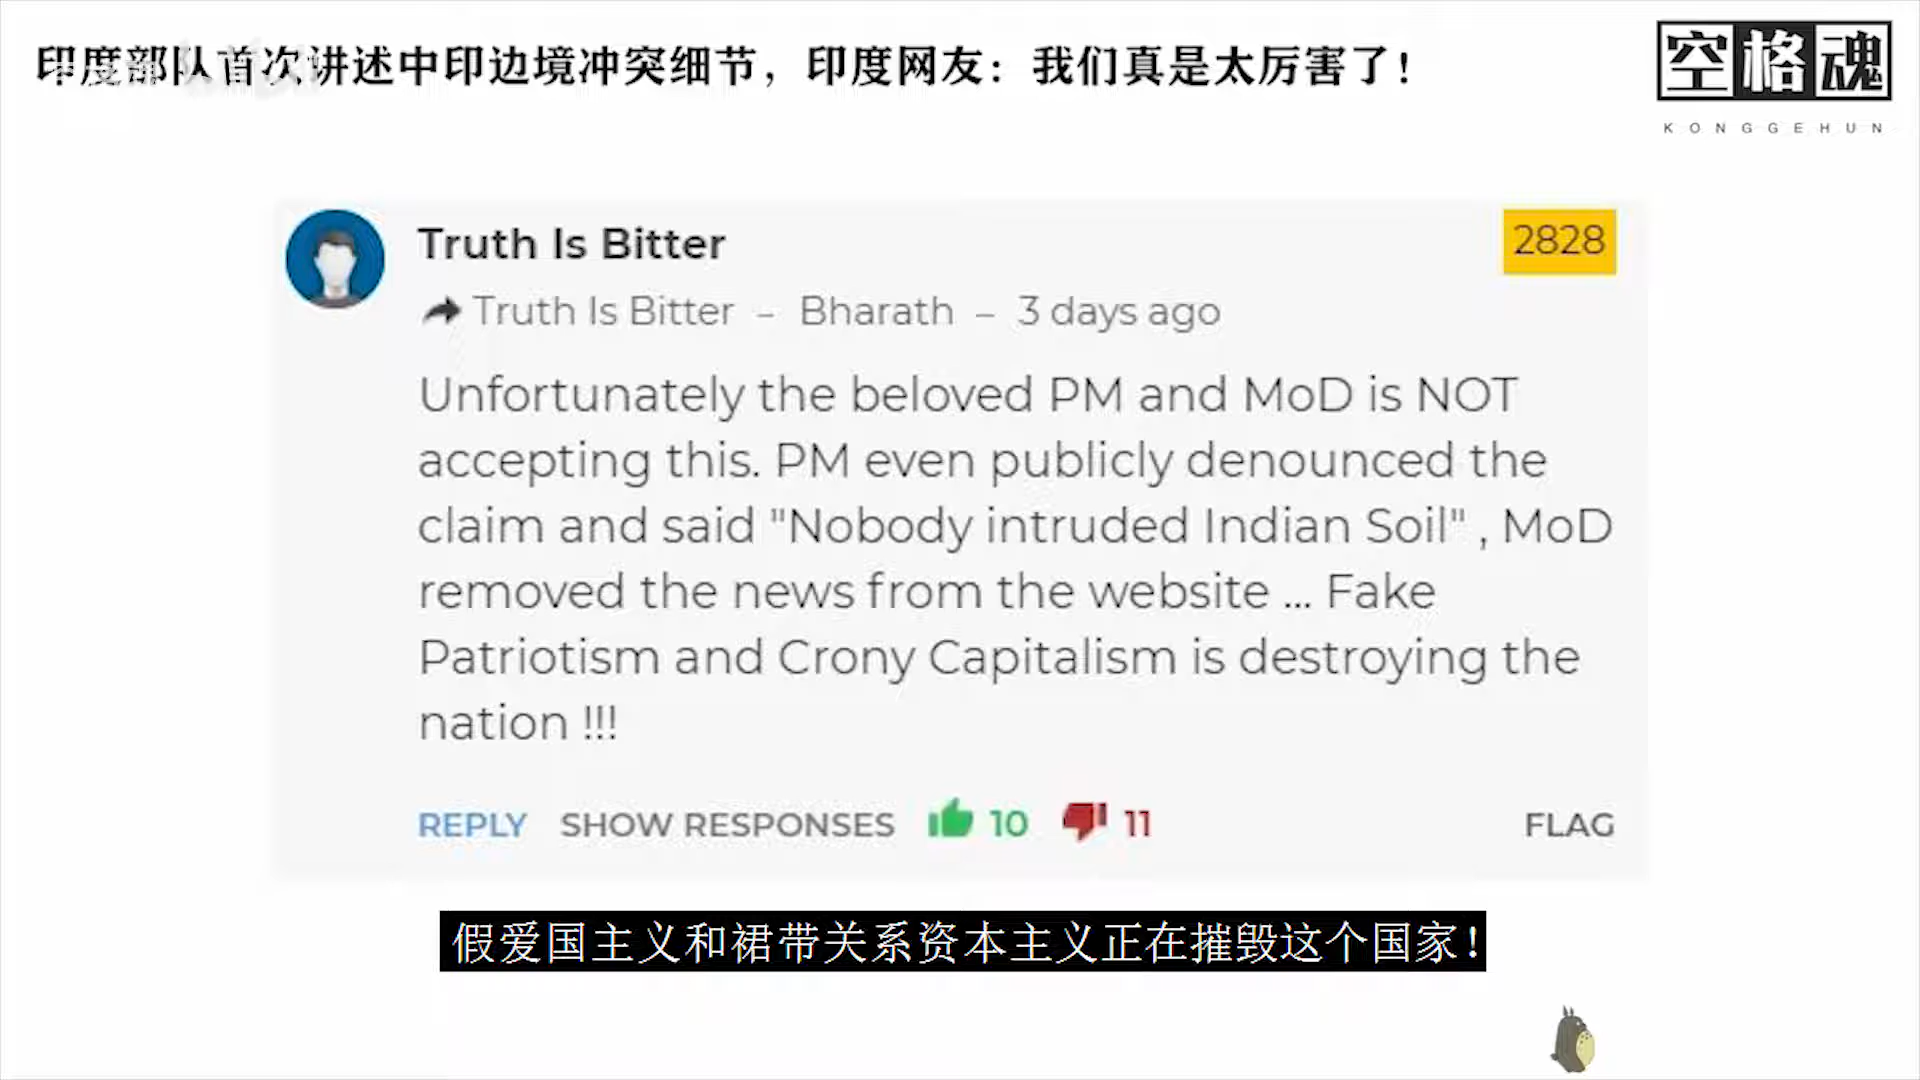 印度部队首次讲述中印边境冲突细节，印度网友：我们真是太厉害了！
空格魂
KONGGEHUN
Truth Is Bitter
2828
Truth Is Bitter – Bharath – 3 days ago
Unfortunately the beloved PM and MoD is NOT
accepting this. PM even publicly denounced the
claim and said "Nobody intruded Indian Soil" , MoD
removed the news from the website ... Fake
Patriotism and Crony Capitalism is destroying the
nation !!!
REPLY SHOW RESPONSES 10 11 FLAG
假爱国主义和裙带关系资本主义正在摧毁这个国家！